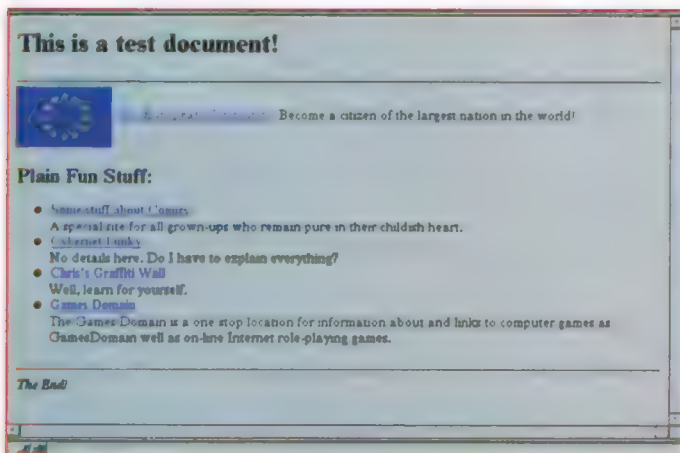 This is a test document!
Become a citizen of the largest nation in the world!
Plain Fun Stuff:
Some stuff about Comics
A special site for all grown-ups who remain pure in their childish heart.
No details here. Do I have to explain everything?
Chris's Graffiti Wall
Well, learn for yourself.
Games Domain
The Games Domain is a one stop location for information about and links to computer games as
GamesDomain well as on-line Internet role-playing games.
The End!